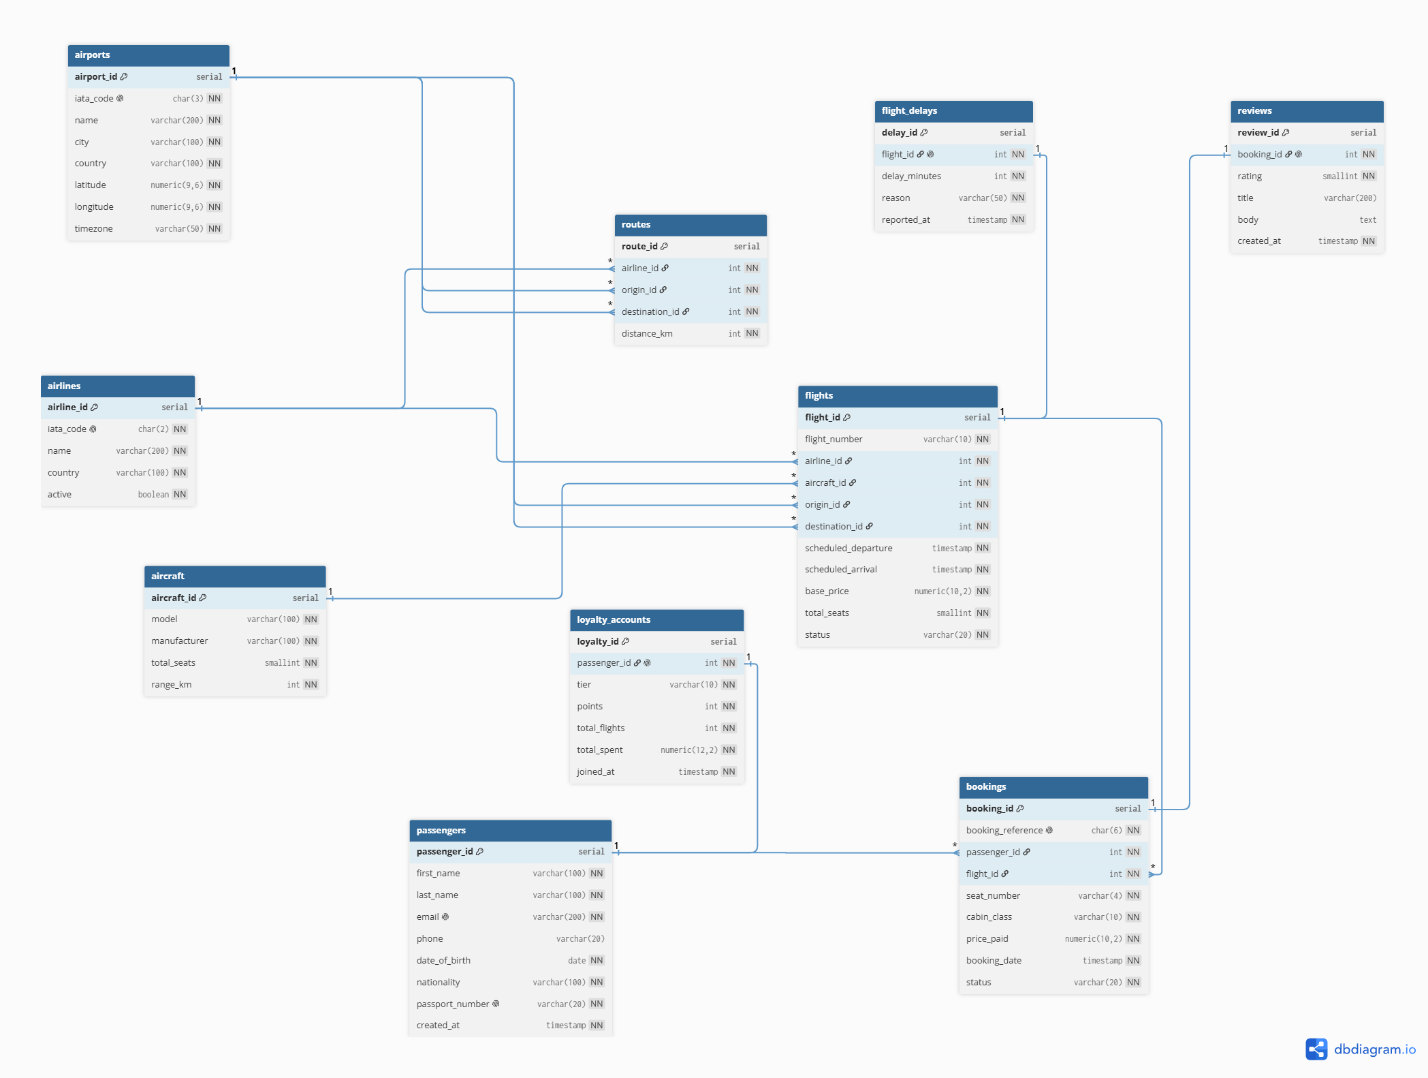 airports
airport_id serial
iata_code char(3) NN
name varchar(200) NN
city varchar(100) NN
country varchar(100) NN
latitude numeric(9,6) NN
longitude numeric(9,6) NN
timezone varchar(50) NN
1
flight_delays
delay_id serial
flight_id int NN
delay_minutes int NN
reason varchar(50) NN
reported_at timestamp NN
1
reviews
review_id serial
booking_id int NN
rating smallint NN
title varchar(200)
body text
created_at timestamp NN
1
routes
route_id serial
* airline_id int NN
* origin_id int NN
* destination_id int NN
distance_km int NN
airlines
airline_id serial
iata_code char(2) NN
name varchar(200) NN
country varchar(100) NN
active boolean NN
1
flights
flight_id serial
flight_number varchar(10) NN
* airline_id int NN
* aircraft_id int NN
* origin_id int NN
* destination_id int NN
scheduled_departure timestamp NN
scheduled_arrival timestamp NN
base_price numeric(10,2) NN
total_seats smallint NN
status varchar(20) NN
1
aircraft
aircraft_id serial
model varchar(100) NN
manufacturer varchar(100) NN
total_seats smallint NN
range_km int NN
1
loyalty_accounts
loyalty_id serial
passenger_id int NN
tier varchar(10) NN
points int NN
total_flights int NN
total_spent numeric(12,2) NN
joined_at timestamp NN
1
passengers
passenger_id serial
first_name varchar(100) NN
last_name varchar(100) NN
email varchar(200) NN
phone varchar(20)
date_of_birth date NN
nationality varchar(100) NN
passport_number varchar(20) NN
created_at timestamp NN
1
bookings
booking_id serial
booking_reference char(6) NN
* passenger_id int NN
flight_id int NN *
seat_number varchar(4) NN
cabin_class varchar(10) NN
price_paid numeric(10,2) NN
booking_date timestamp NN
status varchar(20) NN
1
dbdiagram.io